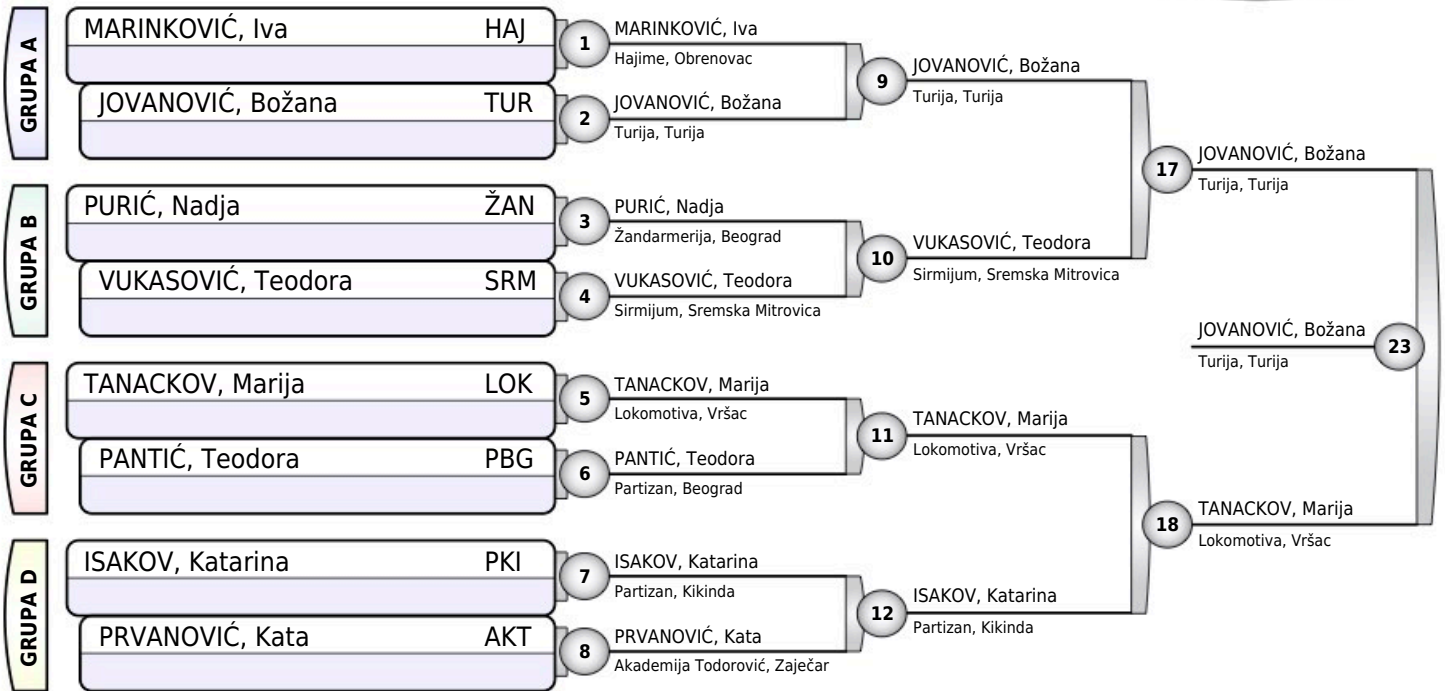 GRUPA A
MARINKOVIĆ, Iva HAJ
JOVANOVIĆ, Božana TUR
GRUPA B
PURIĆ, Nadja ŽAN
VUKASOVIĆ, Teodora SRM
GRUPA C
TANACKOV, Marija LOK
PANTIĆ, Teodora PBG
GRUPA D
ISAKOV, Katarina PKI
PRVANOVIĆ, Kata AKT
1
MARINKOVIĆ, Iva
Hajime, Obrenovac
2
JOVANOVIĆ, Božana
Turija, Turija
3
PURIĆ, Nadja
Žandarmerija, Beograd
4
VUKASOVIĆ, Teodora
Sirmijum, Sremska Mitrovica
5
TANACKOV, Marija
Lokomotiva, Vršac
6
PANTIĆ, Teodora
Partizan, Beograd
7
ISAKOV, Katarina
Partizan, Kikinda
8
PRVANOVIĆ, Kata
Akademija Todorović, Zaječar
9
JOVANOVIĆ, Božana
Turija, Turija
10
VUKASOVIĆ, Teodora
Sirmijum, Sremska Mitrovica
11
TANACKOV, Marija
Lokomotiva, Vršac
12
ISAKOV, Katarina
Partizan, Kikinda
17
JOVANOVIĆ, Božana
Turija, Turija
18
TANACKOV, Marija
Lokomotiva, Vršac
JOVANOVIĆ, Božana
23
Turija, Turija